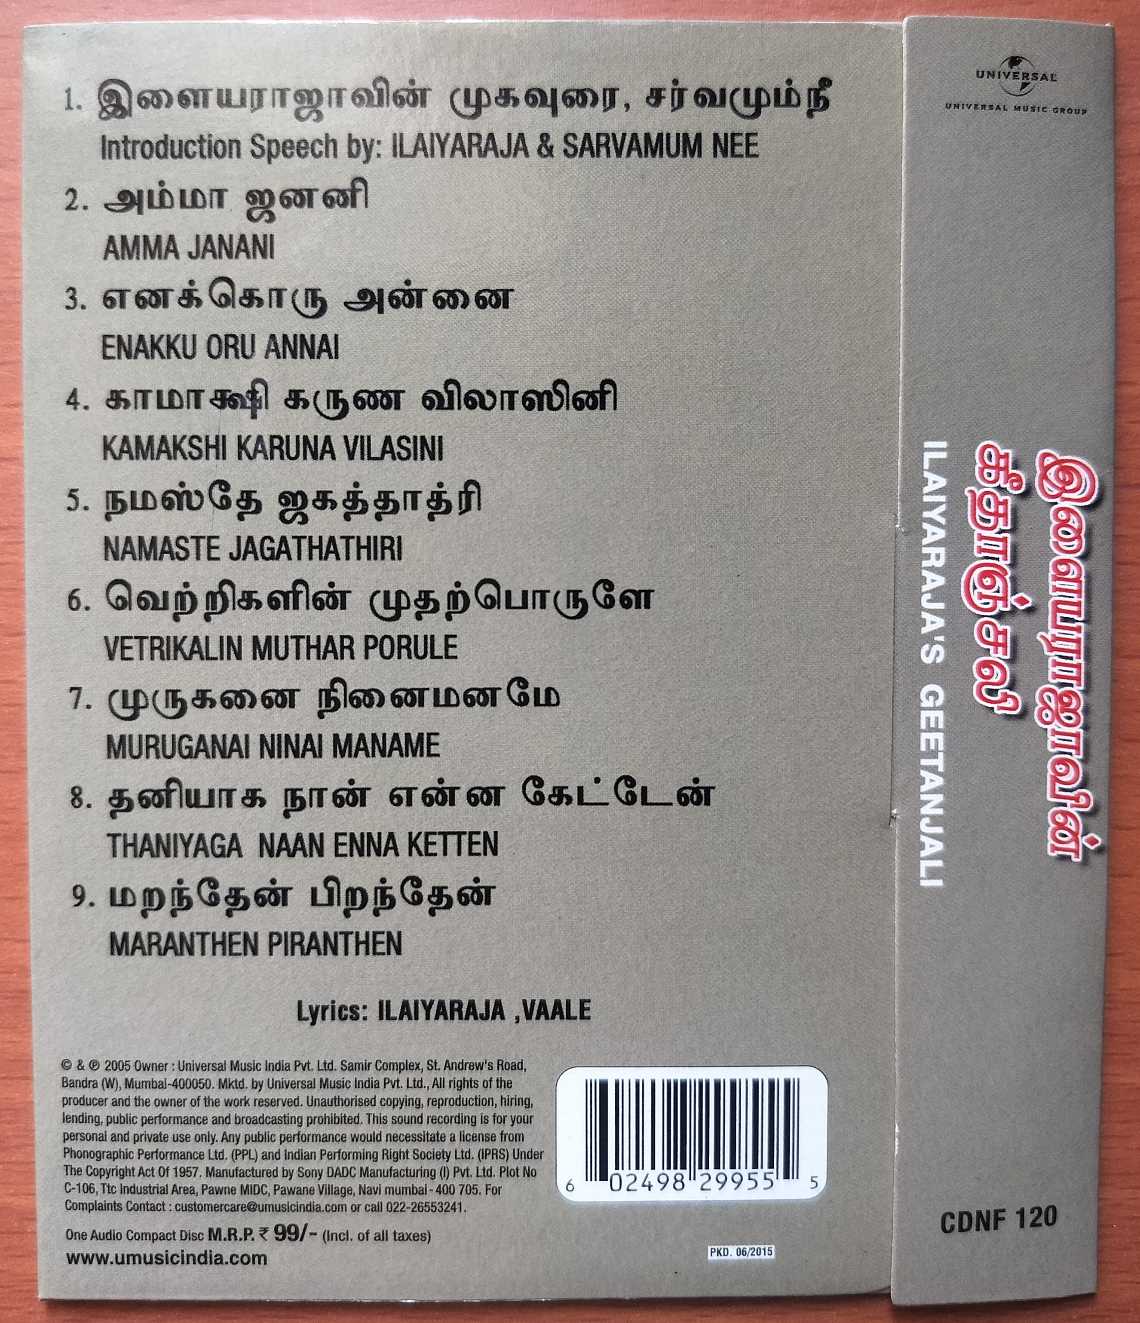 1. இளையராஜாவின் முகவுரை, சர்வமும்நீ
Introduction Speech by: ILAIYARAJA & SARVAMUM NEE
2. அம்மா ஜனனி
AMMA JANANI
3. எனக்கொரு அன்னை
ENAKKU ORU ANNAI
4. காமாக்ஷி கருண விலாஸினி
KAMAKSHI KARUNA VILASINI
5. நமஸ்தே ஜகத்தாத்ரி
NAMASTE JAGATHATHIRI
6. வெற்றிகளின் முதற்பொருளே
VETRIKALIN MUTHAR PORULE
7. முருகனை நினைமனமே
MURUGANAI NINAI MANAME
8. தனியாக நான் என்ன கேட்டேன்
THANIYAGA NAAN ENNA KETTEN
9. மறந்தேன் பிறந்தேன்
MARANTHEN PIRANTHEN
Lyrics: ILAIYARAJA ,VAALE
© & ℗ 2005 Owner : Universal Music India Pvt. Ltd. Samir Complex, St. Andrew's Road,
Bandra (W), Mumbai-400050. Mktd. by Universal Music India Pvt. Ltd., All rights of the
producer and the owner of the work reserved. Unauthorised copying, reproduction, hiring,
lending, public performance and broadcasting prohibited. This sound recording is for your
personal and private use only. Any public performance would necessitate a license from
Phonographic Performance Ltd. (PPL) and Indian Performing Right Society Ltd. (IPRS) Under
The Copyright Act Of 1957. Manufactured by Sony DADC Manufacturing (I) Pvt. Ltd. Plot No
C-106, Ttc Industrial Area, Pawne MIDC, Pawane Village, Navi mumbai - 400 705. For
Complaints Contact : customercare@umusicindia.com or call 022-26553241.
One Audio Compact Disc M.R.P. ₹ 99/- (Incl. of all taxes)
www.umusicindia.com
6 02498 29955 5
PKD. 06/2015
UNIVERSAL
UNIVERSAL MUSIC GROUP
இளையராஜாவின்
கீதாஞ்சலி
ILAIYARAJA'S GEETANJALI
CDNF 120